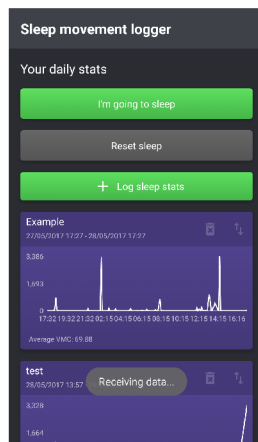 Sleep movement logger
Your daily stats
I'm going to sleep
Reset sleep
+ Log sleep stats
Example
27/05/2017 17:27 - 28/05/2017 17:27
3,386
1,693
0
17:32 19:32 21:32 02:15 04:15 06:15 08:15 10:15 12:15 14:15 16:16
Average VMC: 69.88
test
28/05/2017 13:57
Receiving data...
3,328
1,664